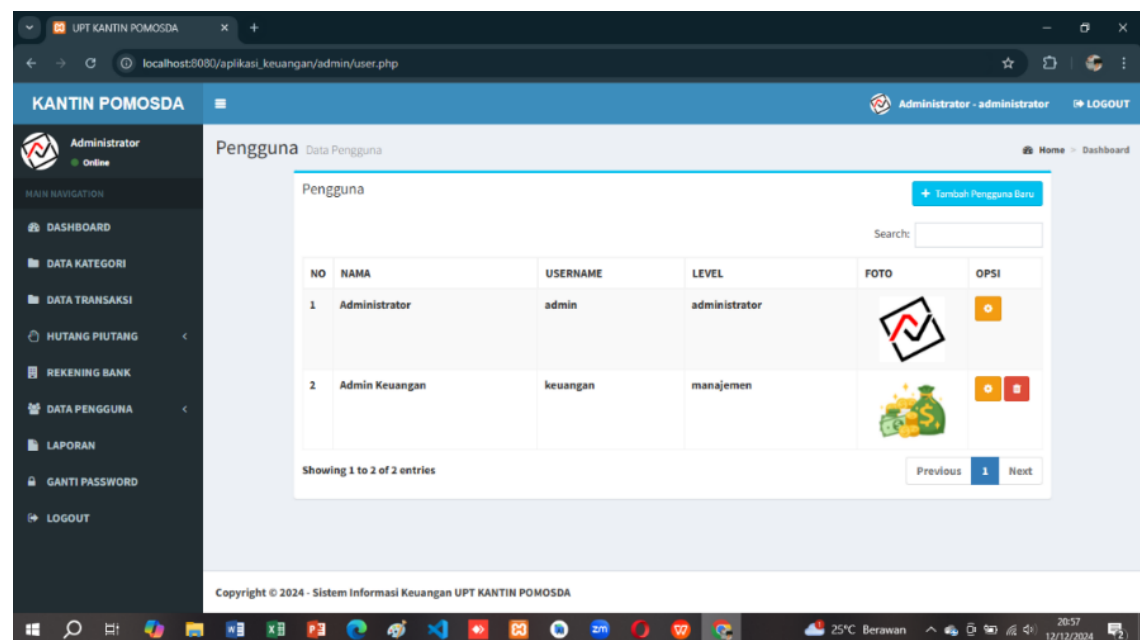 UPT KANTIN POMOSDA
localhost:8080/aplikasi_keuangan/admin/user.php
KANTIN POMOSDA
Administrator - administrator
LOGOUT
Administrator
Online
MAIN NAVIGATION
DASHBOARD
DATA KATEGORI
DATA TRANSAKSI
HUTANG PIUTANG
REKENING BANK
DATA PENGGUNA
LAPORAN
GANTI PASSWORD
LOGOUT
Pengguna Data Pengguna
Home > Dashboard
Pengguna
+ Tambah Pengguna Baru
Search:
NO NAMA USERNAME LEVEL FOTO OPSI
1 Administrator admin administrator
2 Admin Keuangan keuangan manajemen
Showing 1 to 2 of 2 entries
Previous 1 Next
Copyright © 2024 - Sistem Informasi Keuangan UPT KANTIN POMOSDA
25°C Berawan
20:57
12/12/2024